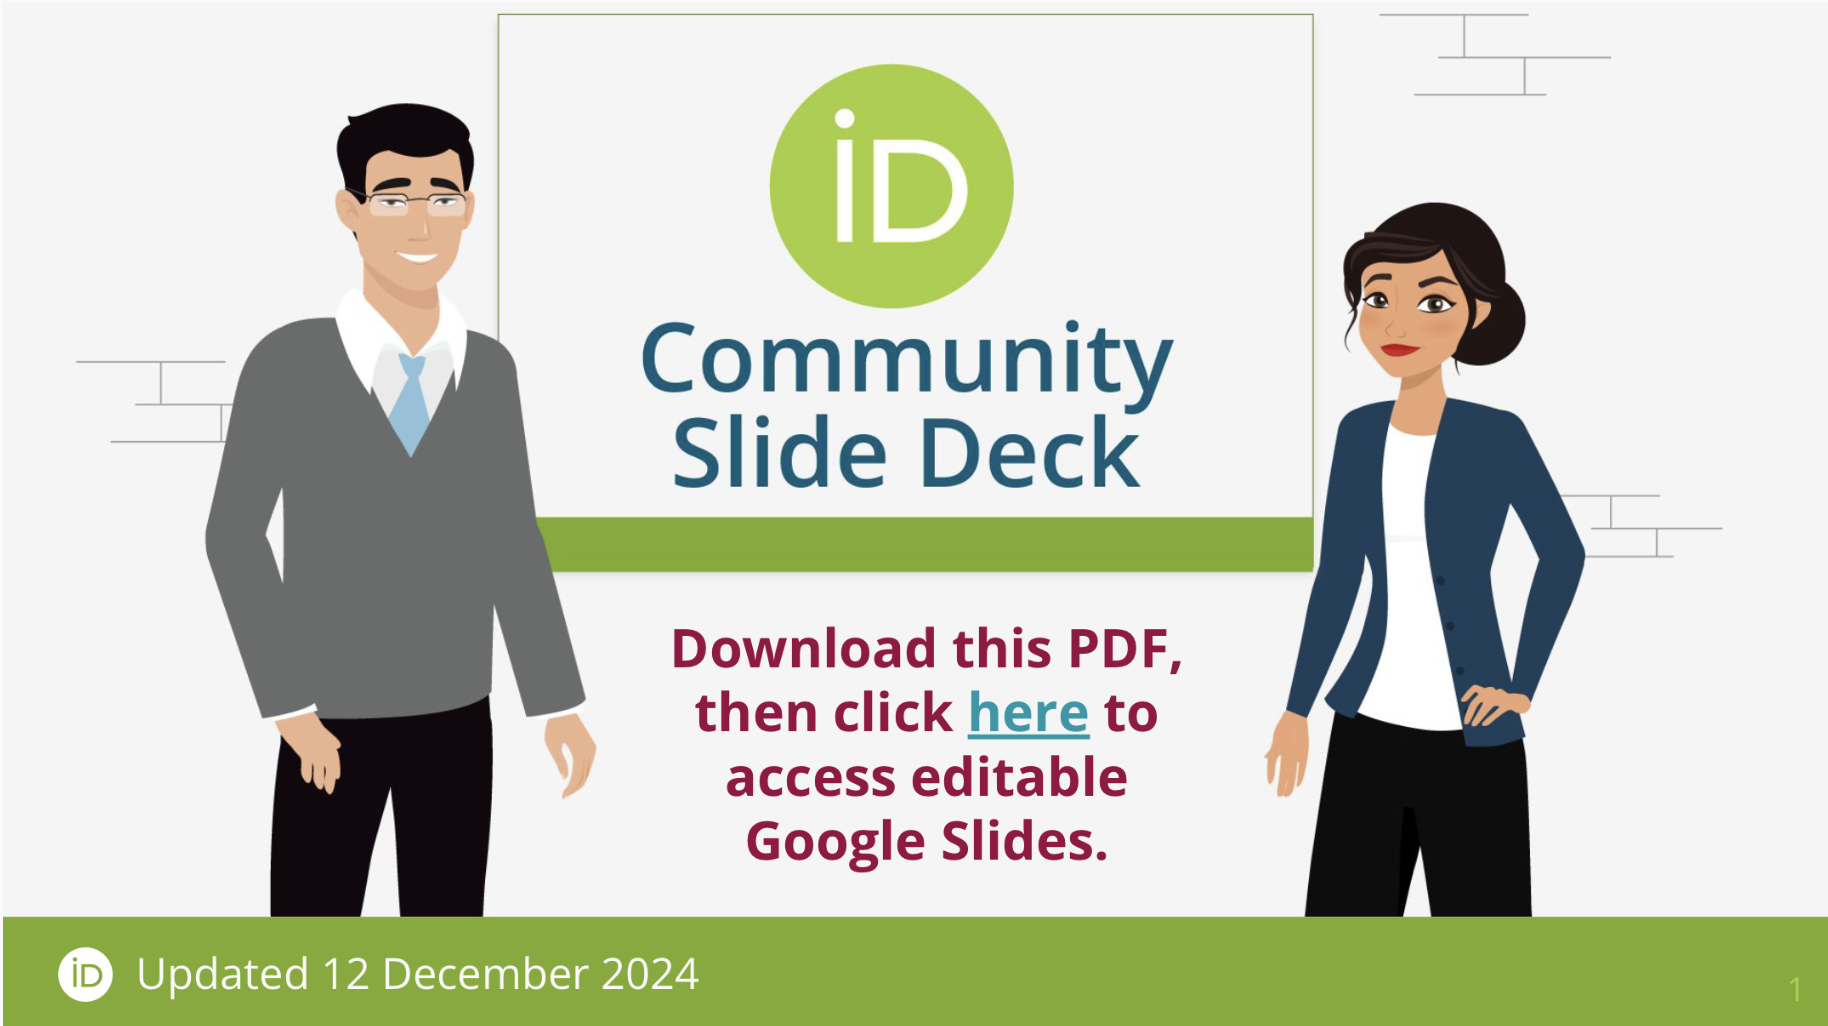 iD
Community
Slide Deck
Download this PDF,
then click here to
access editable
Google Slides.
iD Updated 12 December 2024
1